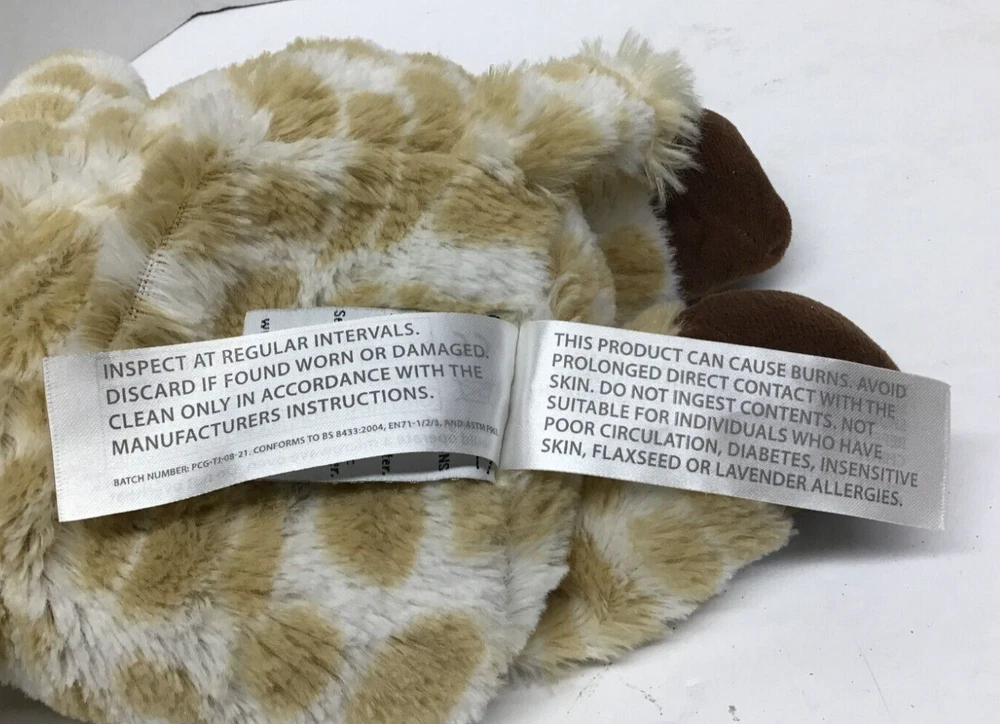 INSPECT AT REGULAR INTERVALS.
DISCARD IF FOUND WORN OR DAMAGED.
CLEAN ONLY IN ACCORDANCE WITH THE
MANUFACTURERS INSTRUCTIONS.
BATCH NUMBER: PCG-TJ-08-21. CONFORMS TO BS 8433:2004, EN71-1/2/3, AND ASTM
THIS PRODUCT CAN CAUSE BURNS. AVOID
PROLONGED DIRECT CONTACT WITH THE
SKIN. DO NOT INGEST CONTENTS. NOT
SUITABLE FOR INDIVIDUALS WHO HAVE
POOR CIRCULATION, DIABETES, INSENSITIVE
SKIN, FLAXSEED OR LAVENDER ALLERGIES.